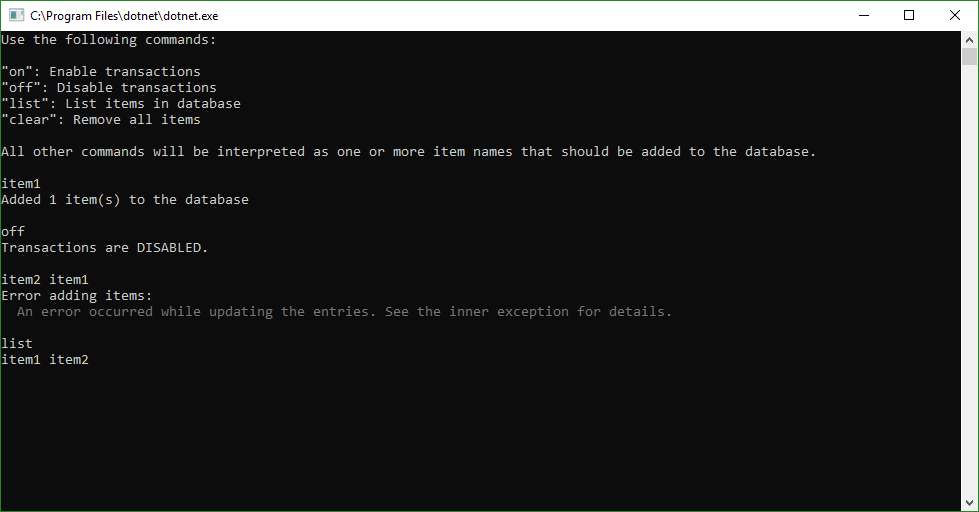 C:\Program Files\dotnet\dotnet.exe
Use the following commands:
"on": Enable transactions
"off": Disable transactions
"list": List items in database
"clear": Remove all items
All other commands will be interpreted as one or more item names that should be added to the database.
item1
Added 1 item(s) to the database
off
Transactions are DISABLED.
item2 item1
Error adding items:
An error occurred while updating the entries. See the inner exception for details.
list
item1 item2